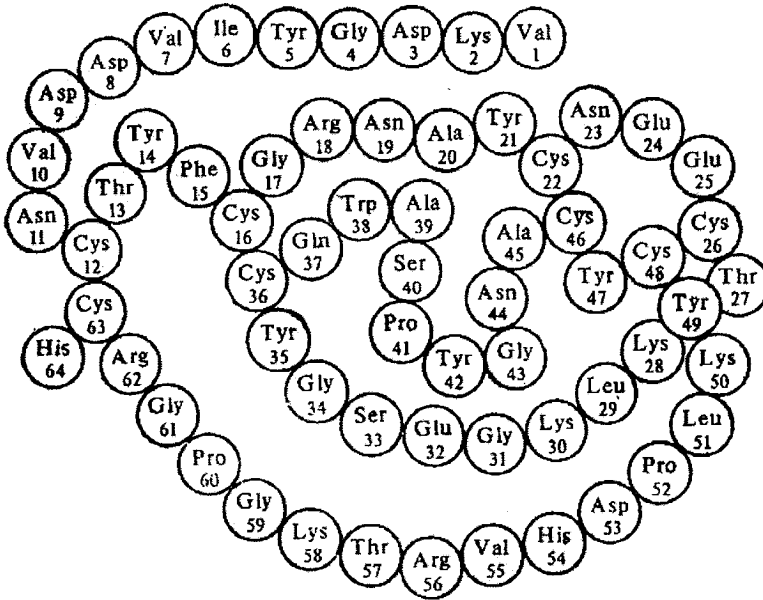 Val
1
Lys
2
Asp
3
Gly
4
Tyr
5
Ile
6
Val
7
Asp
8
Asp
9
Val
10
Asn
11
Cys
12
Thr
13
Tyr
14
Phe
15
Cys
16
Gly
17
Arg
18
Asn
19
Ala
20
Tyr
21
Cys
22
Asn
23
Glu
24
Glu
25
Cys
26
Thr
27
Lys
28
Leu
29
Lys
30
Gly
31
Glu
32
Ser
33
Gly
34
Tyr
35
Cys
36
Gln
37
Trp
38
Ala
39
Ser
40
Pro
41
Tyr
42
Gly
43
Asn
44
Ala
45
Cys
46
Tyr
47
Cys
48
Tyr
49
Lys
50
Leu
51
Pro
52
Asp
53
His
54
Val
55
Arg
56
Thr
57
Lys
58
Gly
59
Pro
60
Gly
61
Arg
62
Cys
63
His
64